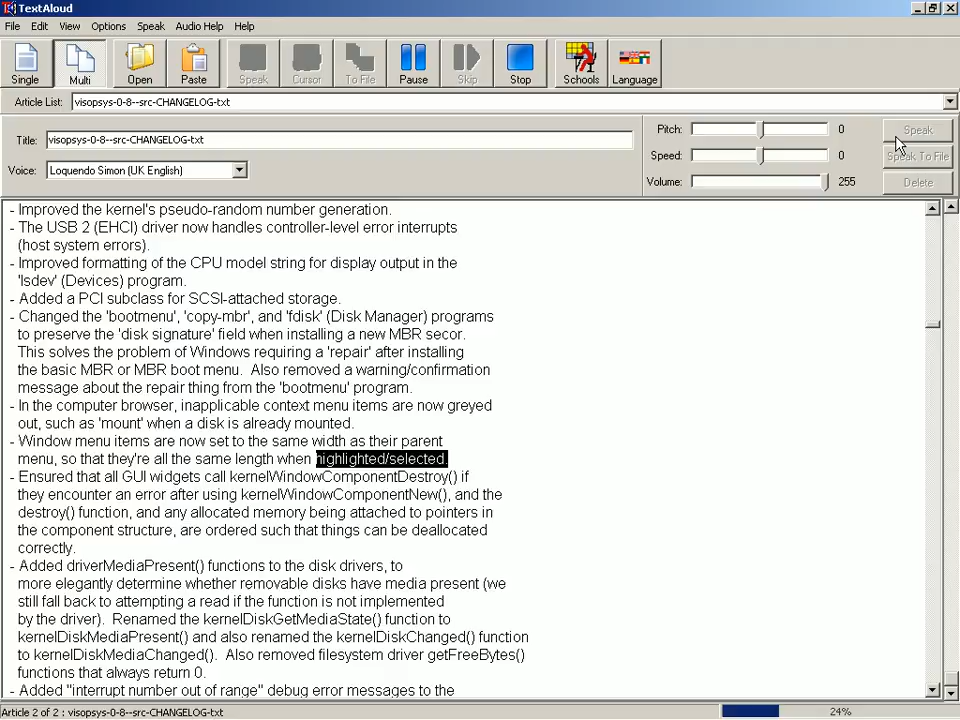 TextAloud
File Edit View Options Speak Audio Help Help
Single Multi Open Paste Speak Cursor To File Pause Skip Stop Schools Language
Article List: visopsys-0-8--src-CHANGELOG-txt
Title: visopsys-0-8--src-CHANGELOG-txt
Voice: Loquendo Simon (UK English)
Pitch: 0 Speak
Speed: 0 Speak To File
Volume: 255 Delete
- Improved the kernel's pseudo-random number generation.
- The USB 2 (EHCI) driver now handles controller-level error interrupts
(host system errors).
- Improved formatting of the CPU model string for display output in the
'lsdev' (Devices) program.
- Added a PCI subclass for SCSI-attached storage.
- Changed the 'bootmenu', 'copy-mbr', and 'fdisk' (Disk Manager) programs
to preserve the 'disk signature' field when installing a new MBR secor.
This solves the problem of Windows requiring a 'repair' after installing
the basic MBR or MBR boot menu.  Also removed a warning/confirmation
message about the repair thing from the 'bootmenu' program.
- In the computer browser, inapplicable context menu items are now greyed
out, such as 'mount' when a disk is already mounted.
- Window menu items are now set to the same width as their parent
menu, so that they're all the same length when highlighted/selected.
- Ensured that all GUI widgets call kernelWindowComponentDestroy() if
they encounter an error after using kernelWindowComponentNew(), and the
destroy() function, and any allocated memory being attached to pointers in
the component structure, are ordered such that things can be deallocated
correctly.
- Added driverMediaPresent() functions to the disk drivers, to
more elegantly determine whether removable disks have media present (we
still fall back to attempting a read if the function is not implemented
by the driver).  Renamed the kernelDiskGetMediaState() function to
kernelDiskMediaPresent() and also renamed the kernelDiskChanged() function
to kernelDiskMediaChanged().  Also removed filesystem driver getFreeBytes()
functions that always return 0.
- Added "interrupt number out of range" debug error messages to the
Article 2 of 2 : visopsys-0-8--src-CHANGELOG-txt 24%